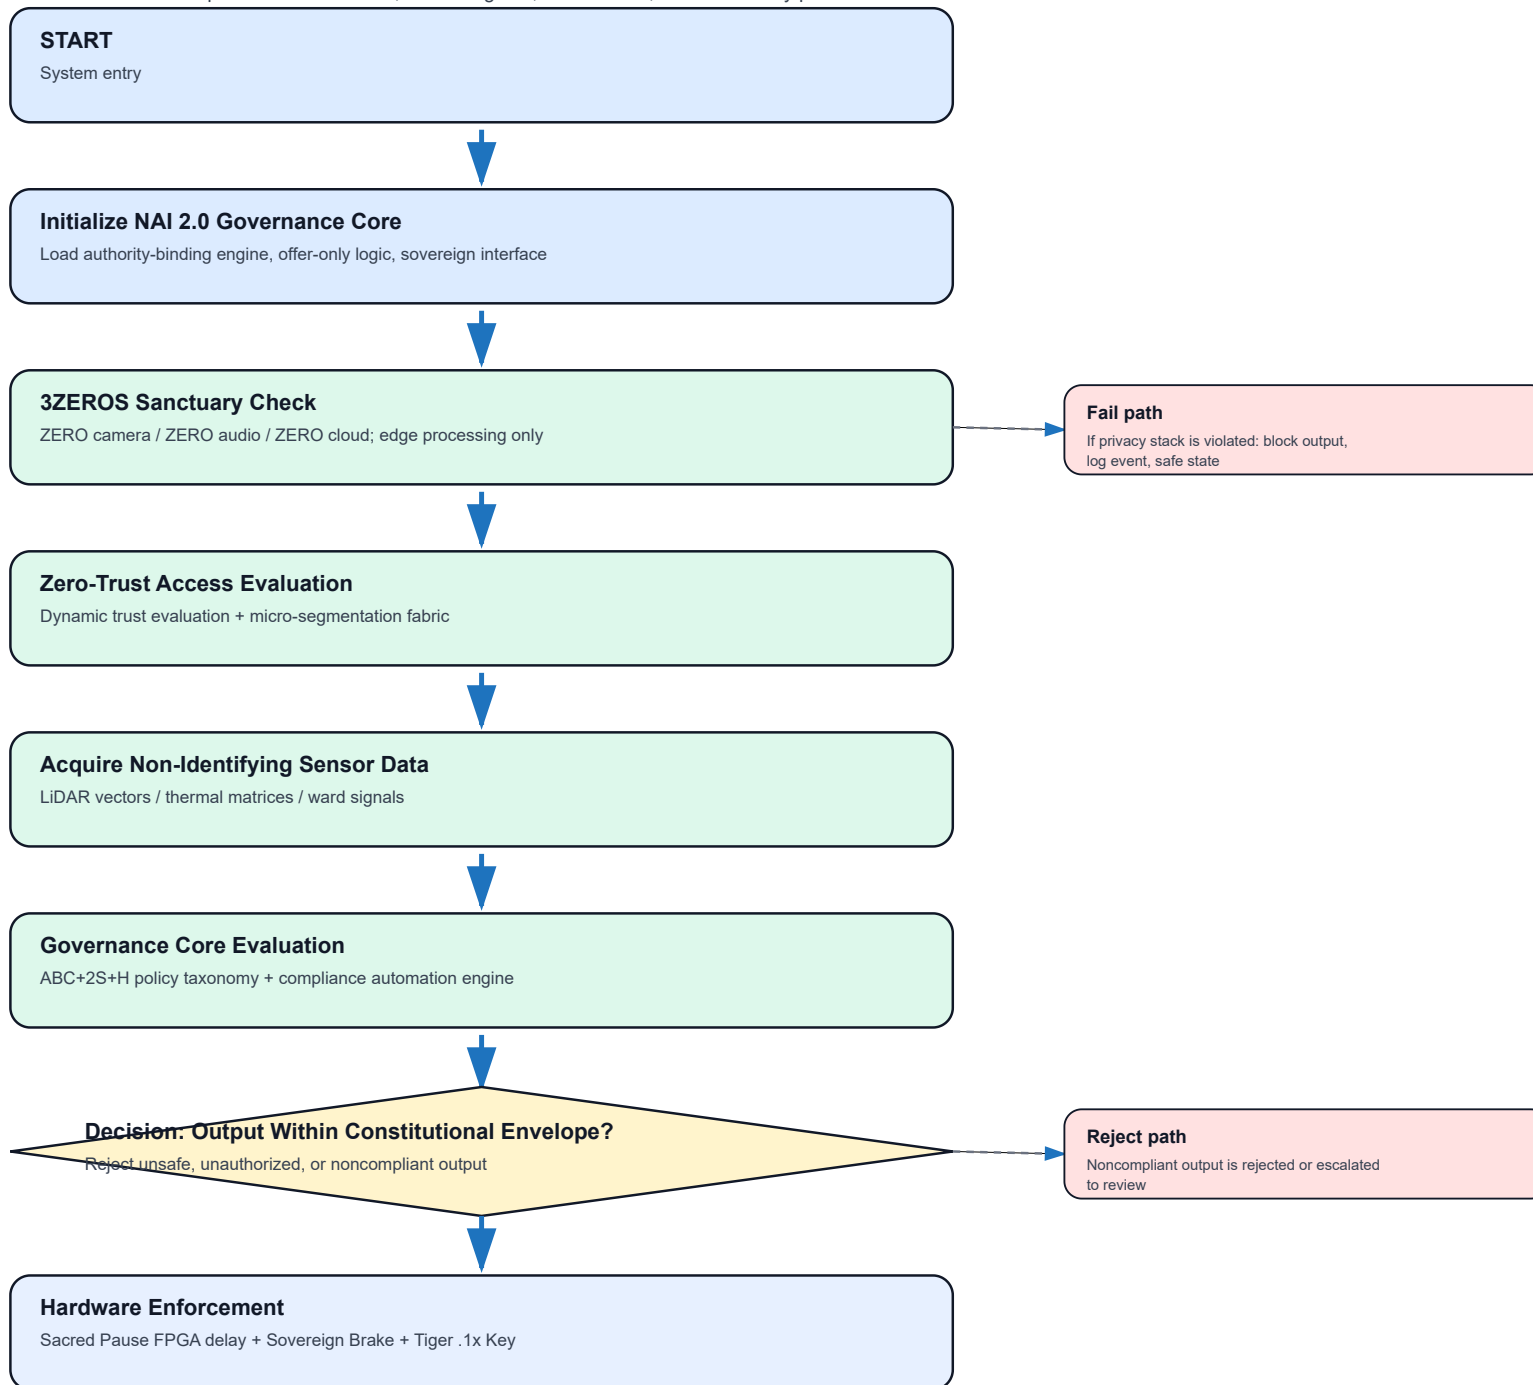 START
System entry
Initialize NAI 2.0 Governance Core
Load authority-binding engine, offer-only logic, sovereign interface
3ZEROS Sanctuary Check
ZERO camera / ZERO audio / ZERO cloud; edge processing only
Fail path
If privacy stack is violated: block output,
log event, safe state
Zero-Trust Access Evaluation
Dynamic trust evaluation + micro-segmentation fabric
Acquire Non-Identifying Sensor Data
LiDAR vectors / thermal matrices / ward signals
Governance Core Evaluation
ABC+2S+H policy taxonomy + compliance automation engine
Decision: Output Within Constitutional Envelope?
Reject unsafe, unauthorized, or noncompliant output
Reject path
Noncompliant output is rejected or escalated
to review
Hardware Enforcement
Sacred Pause FPGA delay + Sovereign Brake + Tiger .1x Key